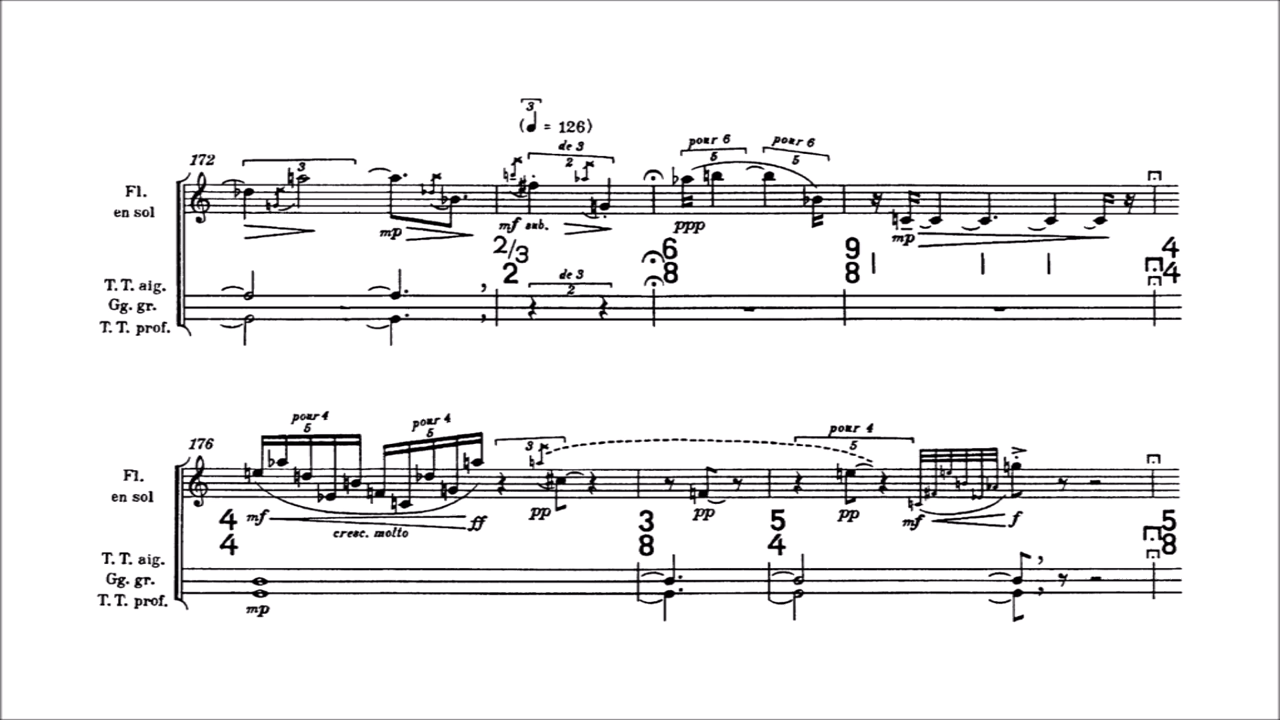 3
(♩ = 126)
172
3
de 3
2
pour 6
5
pour 6
5
Fl.
en sol
mp
mf sub.
ppp
mp
2/3
2
6
8
9
8
4
4
T. T. aig.
Gg. gr.
T. T. prof.
de 3
2
176
pour 4
5
pour 4
5
3
pour 4
5
Fl.
en sol
4
4
mf
cresc. molto
ff
pp
pp
pp
mf
f
3
8
5
4
5
8
T. T. aig.
Gg. gr.
T. T. prof.
mp